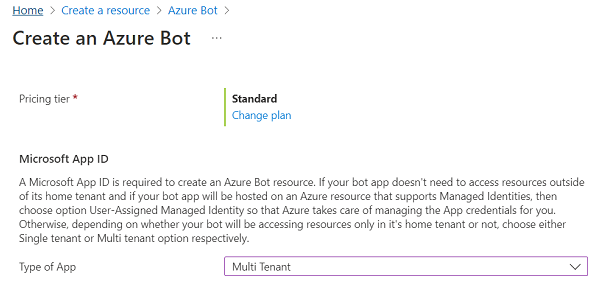 Home > Create a resource > Azure Bot >
Create an Azure Bot ...
Pricing tier * Standard
Change plan
Microsoft App ID
A Microsoft App ID is required to create an Azure Bot resource. If your bot app doesn't need to access resources outside
of its home tenant and if your bot app will be hosted on an Azure resource that supports Managed Identities, then
choose option User-Assigned Managed Identity so that Azure takes care of managing the App credentials for you.
Otherwise, depending on whether your bot will be accessing resources only in it's home tenant or not, choose either
Single tenant or Multi tenant option respectively.
Type of App Multi Tenant